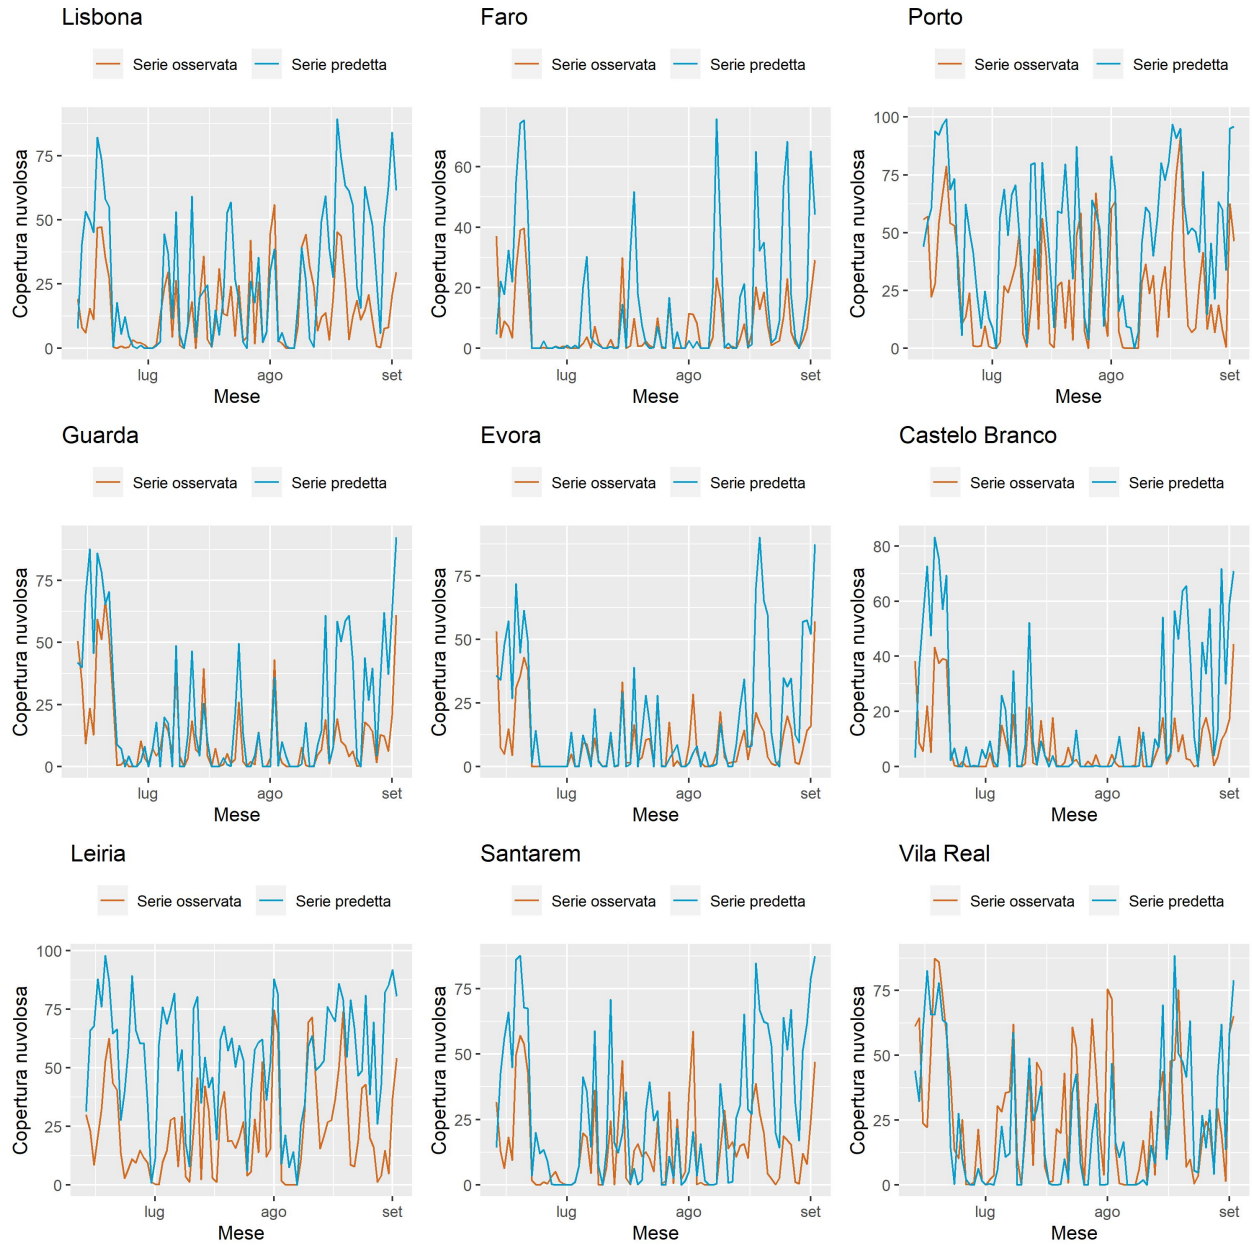 Lisbona
Serie osservata Serie predetta
75
50
25
0
Copertura nuvolosa
lug ago set
Mese
Faro
Serie osservata Serie predetta
60
40
20
0
Copertura nuvolosa
lug ago set
Mese
Porto
Serie osservata Serie predetta
100
75
50
25
0
Copertura nuvolosa
lug ago set
Mese
Guarda
Serie osservata Serie predetta
75
50
25
0
Copertura nuvolosa
lug ago set
Mese
Evora
Serie osservata Serie predetta
75
50
25
0
Copertura nuvolosa
lug ago set
Mese
Castelo Branco
Serie osservata Serie predetta
80
60
40
20
0
Copertura nuvolosa
lug ago set
Mese
Leiria
Serie osservata Serie predetta
100
75
50
25
0
Copertura nuvolosa
lug ago set
Mese
Santarem
Serie osservata Serie predetta
75
50
25
0
Copertura nuvolosa
lug ago set
Mese
Vila Real
Serie osservata Serie predetta
75
50
25
0
Copertura nuvolosa
lug ago set
Mese